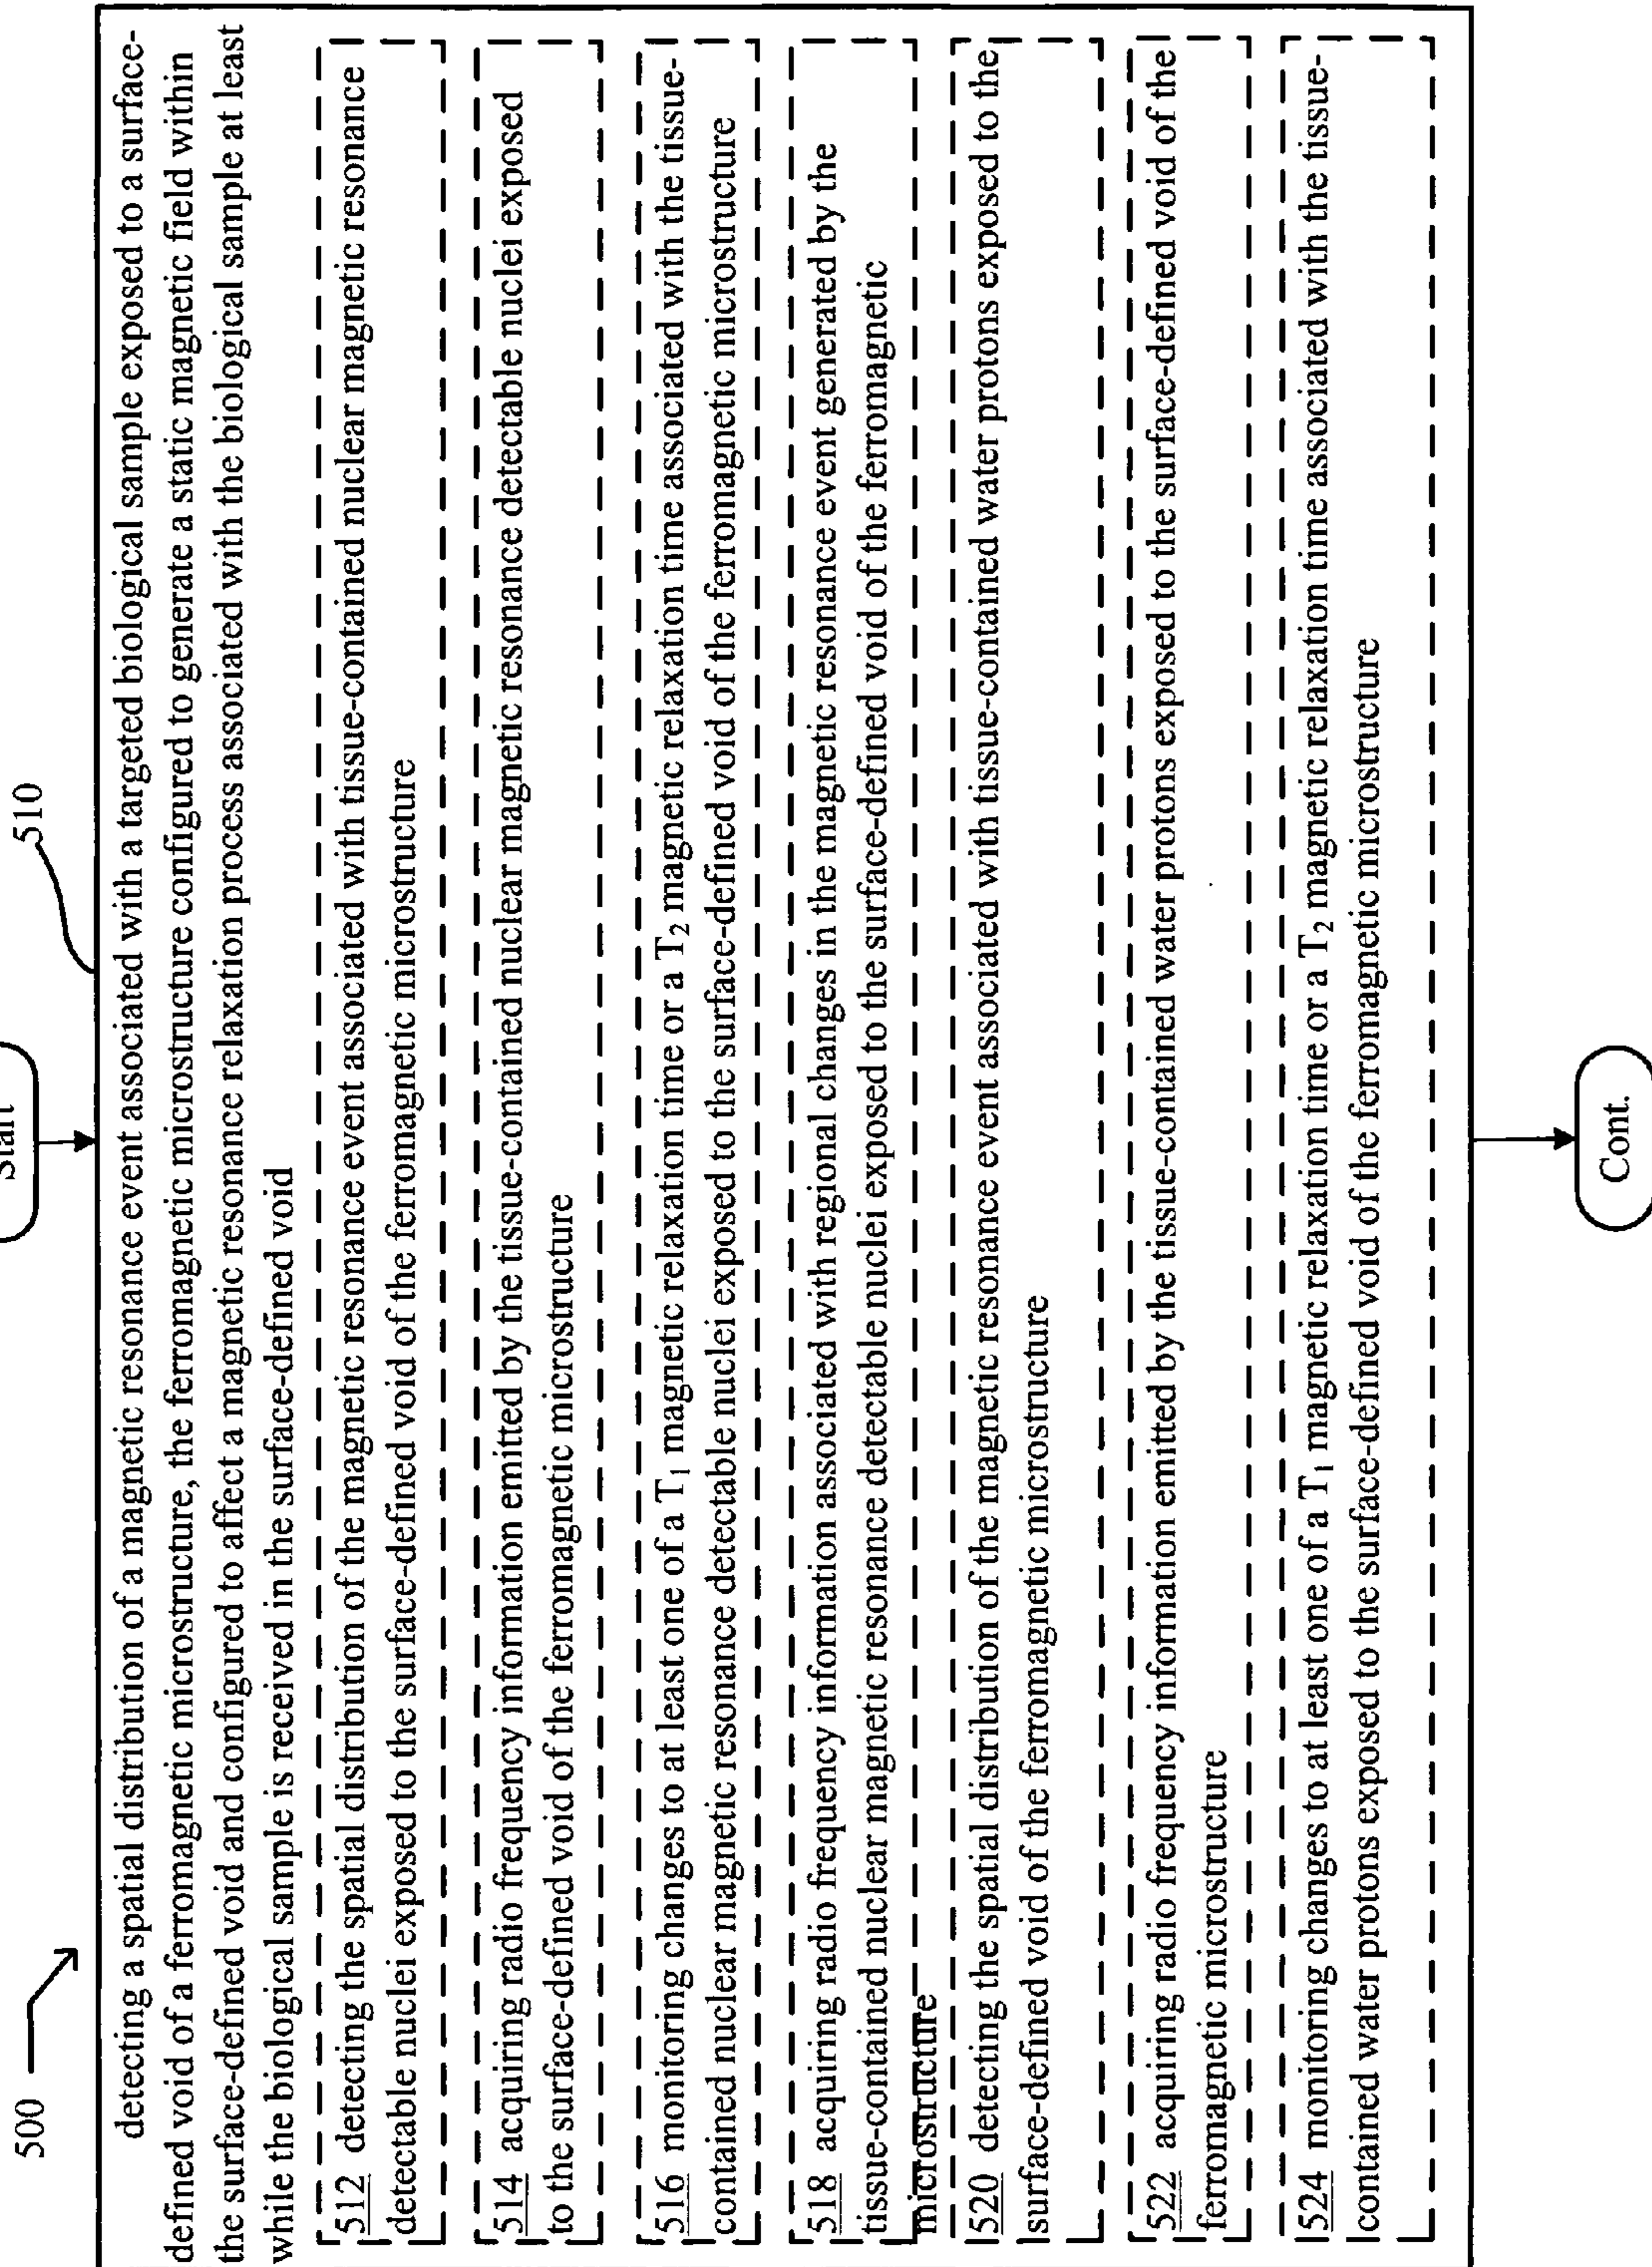 500
Start
510
detecting a spatial distribution of a magnetic resonance event associated with a targeted biological sample exposed to a surface-
defined void of a ferromagnetic microstructure, the ferromagnetic microstructure configured to generate a static magnetic field within
the surface-defined void and configured to affect a magnetic resonance relaxation process associated with the biological sample at least
while the biological sample is received in the surface-defined void
512 detecting the spatial distribution of the magnetic resonance event associated with tissue-contained nuclear magnetic resonance
detectable nuclei exposed to the surface-defined void of the ferromagnetic microstructure
514 acquiring radio frequency information emitted by the tissue-contained nuclear magnetic resonance detectable nuclei exposed
to the surface-defined void of the ferromagnetic microstructure
516 monitoring changes to at least one of a T₁ magnetic relaxation time or a T₂ magnetic relaxation time associated with the tissue-
contained nuclear magnetic resonance detectable nuclei exposed to the surface-defined void of the ferromagnetic microstructure
518 acquiring radio frequency information associated with regional changes in the magnetic resonance event generated by the
tissue-contained nuclear magnetic resonance detectable nuclei exposed to the surface-defined void of the ferromagnetic
microstructure
520 detecting the spatial distribution of the magnetic resonance event associated with tissue-contained water protons exposed to the
surface-defined void of the ferromagnetic microstructure
522 acquiring radio frequency information emitted by the tissue-contained water protons exposed to the surface-defined void of the
ferromagnetic microstructure
524 monitoring changes to at least one of a T₁ magnetic relaxation time or a T₂ magnetic relaxation time associated with the tissue-
contained water protons exposed to the surface-defined void of the ferromagnetic microstructure
Cont.